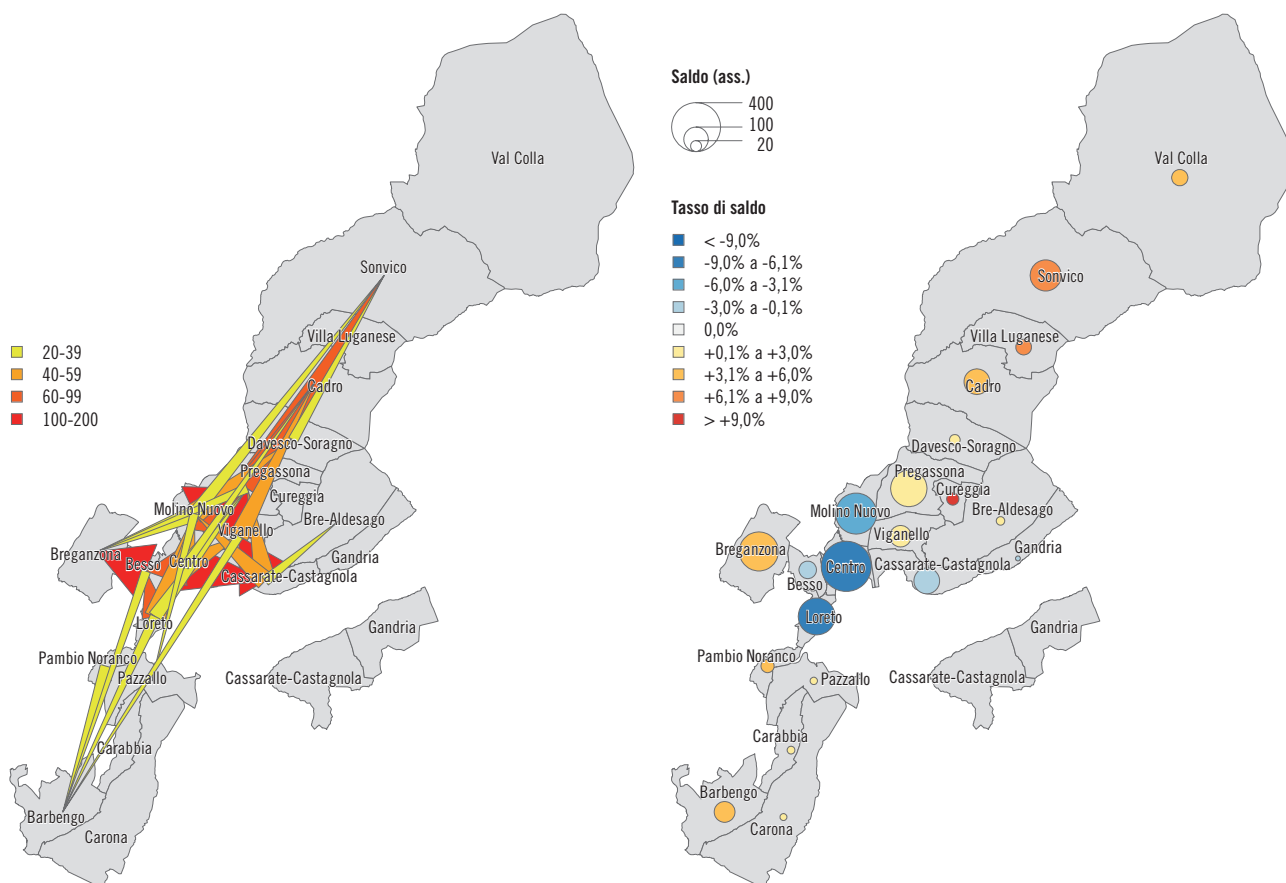 Val Colla
Sonvico
Villa Luganese
Cadro
Davesco-Soragno
Pregassona
Cureggia
Molino Nuovo
Bre-Aldesago
Viganello
Gandria
Breganzona
Besso
Centro
Cassarate-Castagnola
Loreto
Gandria
Pambio Noranco
Pazzallo
Cassarate-Castagnola
Carabbia
Barbengo
Carona
20-39
40-59
60-99
100-200
Saldo (ass.)
400
100
20
Tasso di saldo
< -9,0%
-9,0% a -6,1%
-6,0% a -3,1%
-3,0% a -0,1%
0,0%
+0,1% a +3,0%
+3,1% a +6,0%
+6,1% a +9,0%
> +9,0%
Val Colla
Sonvico
Villa Luganese
Cadro
Davesco-Soragno
Pregassona
Cureggia
Molino Nuovo
Bre-Aldesago
Viganello
Breganzona
Gandria
Centro
Cassarate-Castagnola
Besso
Loreto
Gandria
Pambio Noranco
Pazzallo
Cassarate-Castagnola
Carabbia
Barbengo
Carona